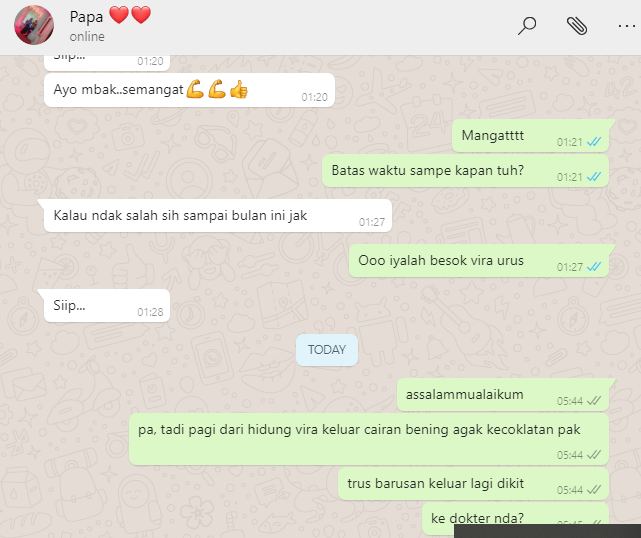 Papa ❤️❤️
online
Siip...
01:20
Ayo mbak..semangat💪💪👍
01:20
Mangatttt
01:21
Batas waktu sampe kapan tuh?
01:21
Kalau ndak salah sih sampai bulan ini jak
01:27
Ooo iyalah besok vira urus
01:27
Siip...
01:28
TODAY
assalammualaikum
05:44
pa, tadi pagi dari hidung vira keluar cairan bening agak kecoklatan pak
05:44
trus barusan keluar lagi dikit
05:44
ke dokter nda?